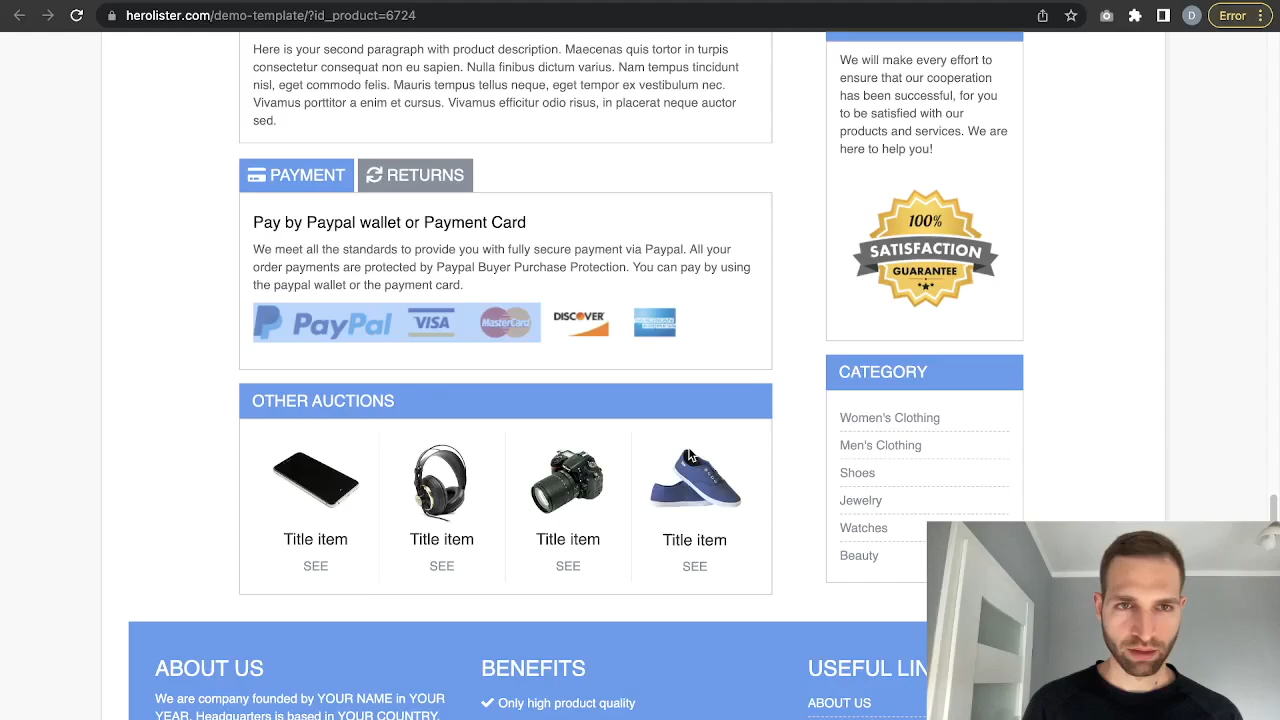 herolister.com/demo-template/?id_product=6724
D
Error
Here is your second paragraph with product description. Maecenas quis tortor in turpis
consectetur consequat non eu sapien. Nulla finibus dictum varius. Nam tempus tincidunt
nisl, eget commodo felis. Mauris tempus tellus neque, eget tempor ex vestibulum nec.
Vivamus porttitor a enim et cursus. Vivamus efficitur odio risus, in placerat neque auctor
sed.
PAYMENT
RETURNS
Pay by Paypal wallet or Payment Card
We meet all the standards to provide you with fully secure payment via Paypal. All your
order payments are protected by Paypal Buyer Purchase Protection. You can pay by using
the paypal wallet or the payment card.
PayPal VISA MasterCard DISCOVER AMERICAN EXPRESS
OTHER AUCTIONS
Title item
SEE
Title item
SEE
Title item
SEE
Title item
SEE
We will make every effort to
ensure that our cooperation
has been successful, for you
to be satisfied with our
products and services. We are
here to help you!
100%
SATISFACTION
GUARANTEE
CATEGORY
Women's Clothing
Men's Clothing
Shoes
Jewelry
Watches
Beauty
ABOUT US
We are company founded by YOUR NAME in YOUR
YEAR. Headquarters is based in YOUR COUNTRY.
BENEFITS
Only high product quality
USEFUL LIN
ABOUT US